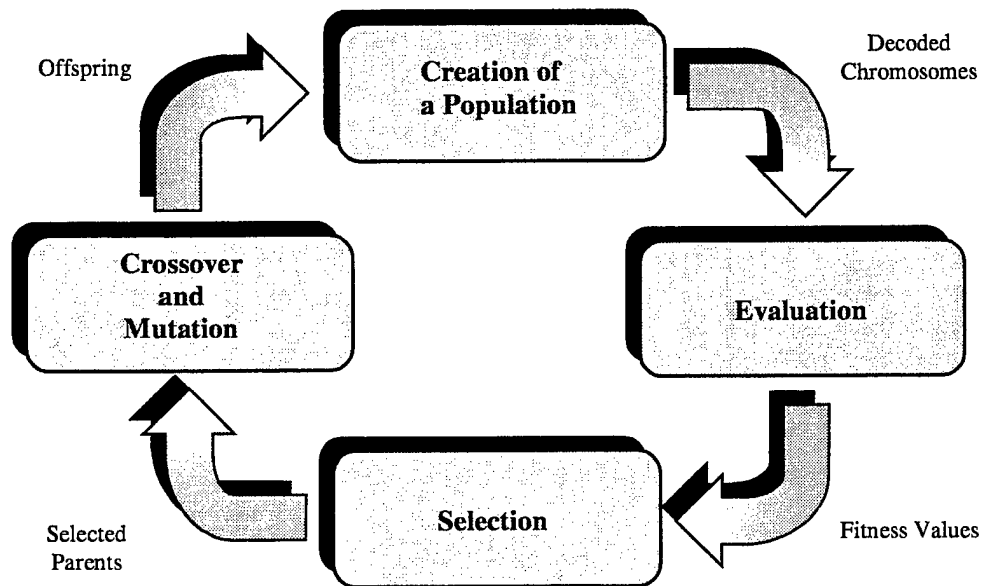 Offspring
Creation of
a Population
Decoded
Chromosomes
Crossover
and
Mutation
Evaluation
Selected
Parents
Selection
Fitness Values